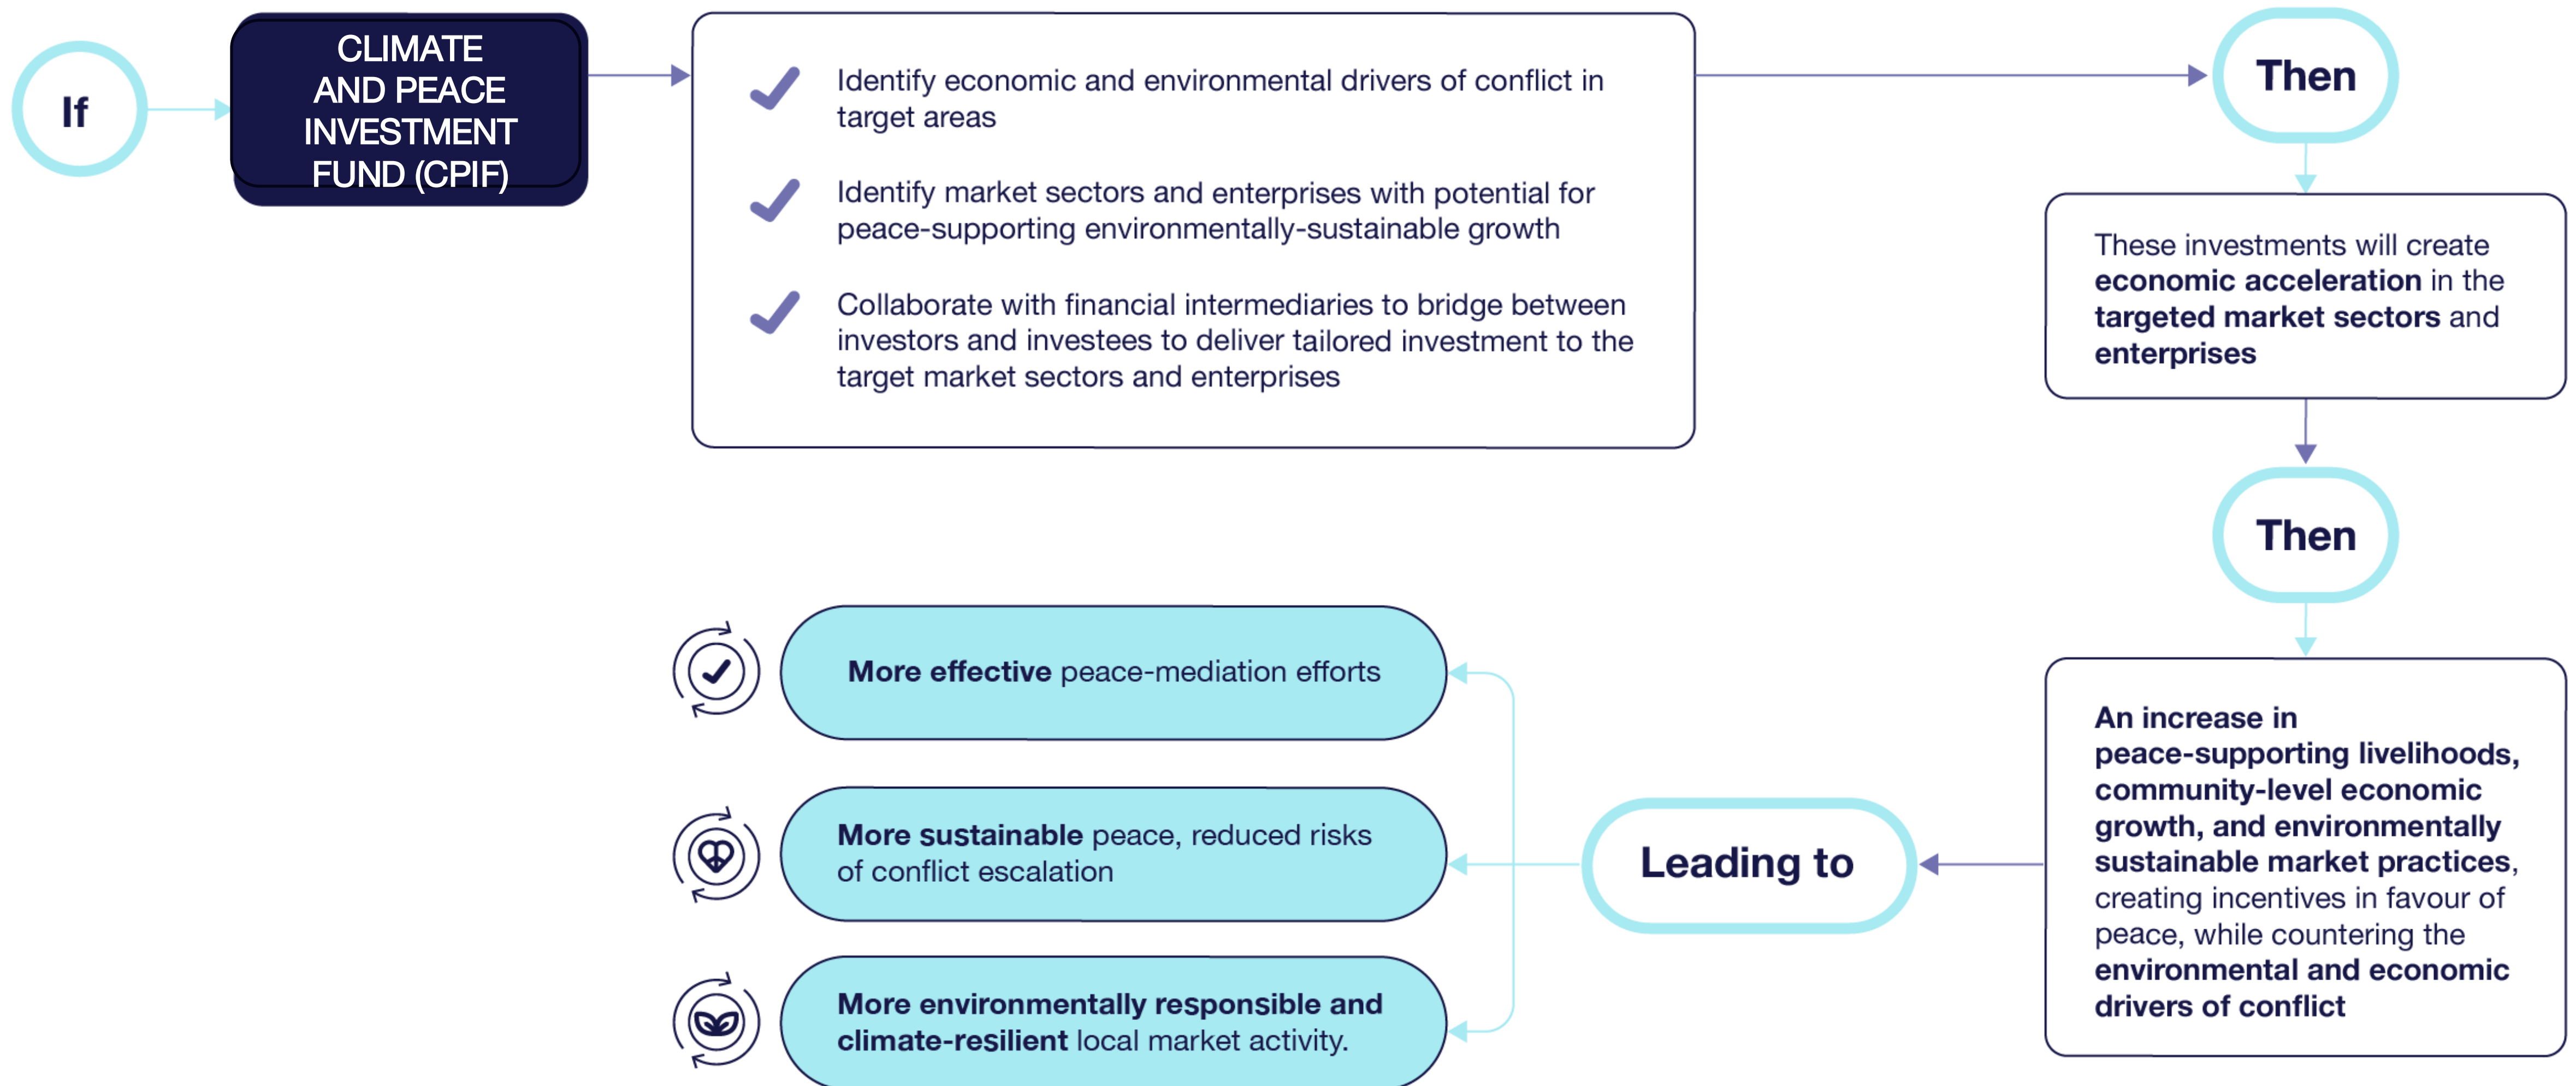 If
CLIMATE
AND PEACE
INVESTMENT
FUND (CPIF)
Identify economic and environmental drivers of conflict in
target areas
Identify market sectors and enterprises with potential for
peace-supporting environmentally-sustainable growth
Collaborate with financial intermediaries to bridge between
investors and investees to deliver tailored investment to the
target market sectors and enterprises
Then
These investments will create
economic acceleration in the
targeted market sectors and
enterprises
Then
An increase in
peace-supporting livelihoods,
community-level economic
growth, and environmentally
sustainable market practices,
creating incentives in favour of
peace, while countering the
environmental and economic
drivers of conflict
Leading to
More effective peace-mediation efforts
More sustainable peace, reduced risks
of conflict escalation
More environmentally responsible and
climate-resilient local market activity.